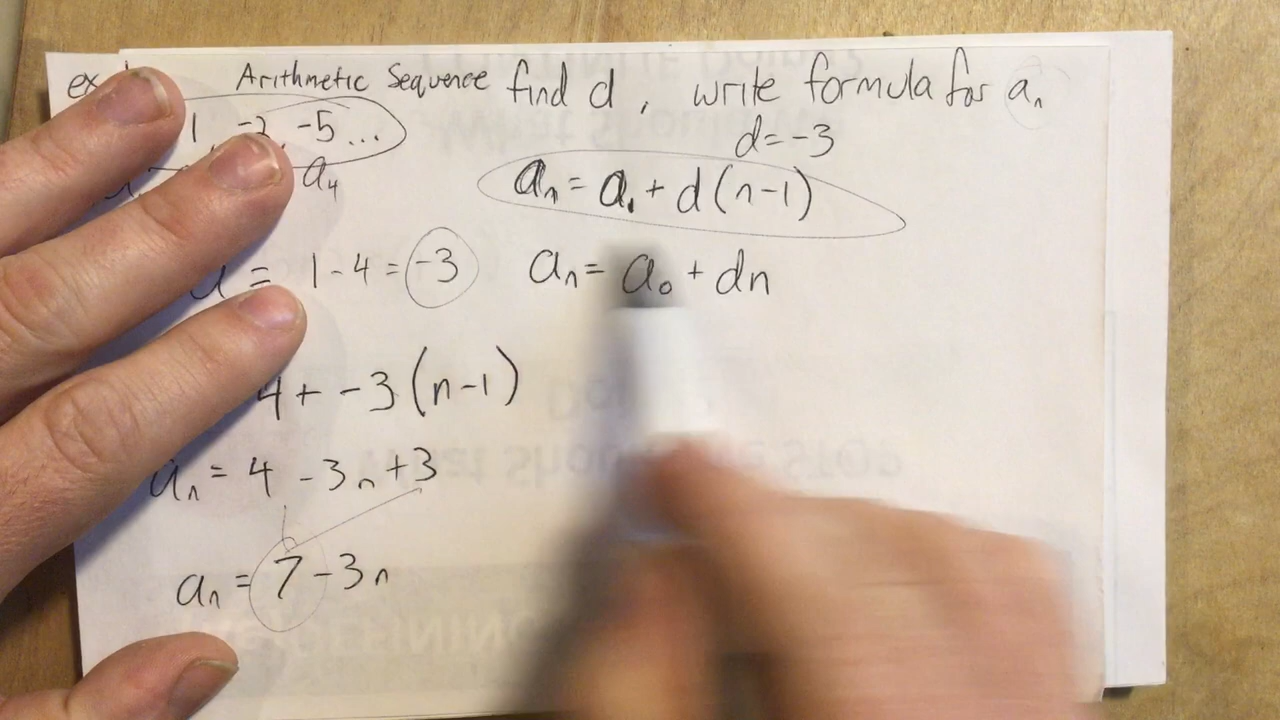 Arithmetic Sequence find d, write formula for aₙ
1, -2, -5...
d = -3
a₄
aₙ = a₁ + d(n-1)
= 1 - 4 = -3
aₙ = a₀ + dn
4 + -3(n-1)
aₙ = 4 - 3n + 3
aₙ = 7 - 3n